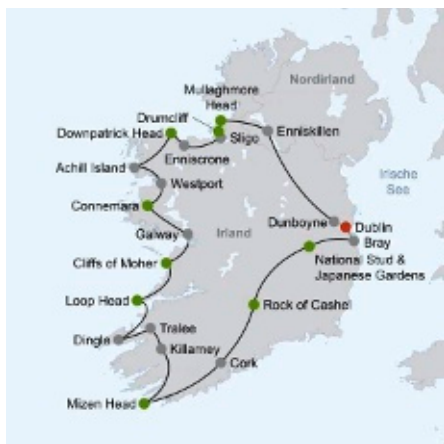 Nordirland
Mullaghmore
Head
Drumcliff
Downpatrick Head
Sligo
Enniskillen
Enniscrone
Achill Island
Westport
Irische
See
Connemara
Dunboyne
Dublin
Galway
Irland
Bray
National Stud &
Japanese Gardens
Cliffs of Moher
Loop Head
Rock of Cashel
Tralee
Dingle
Killarney
Cork
Mizen Head